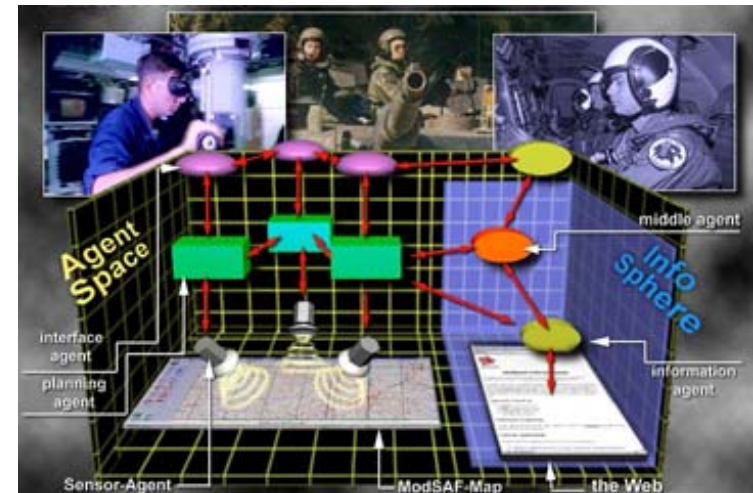 Agent
Space
middle agent
Info
Sphere
interface
agent
planning
agent
information
agent
Sensor-Agent
ModSAF-Map
the Web